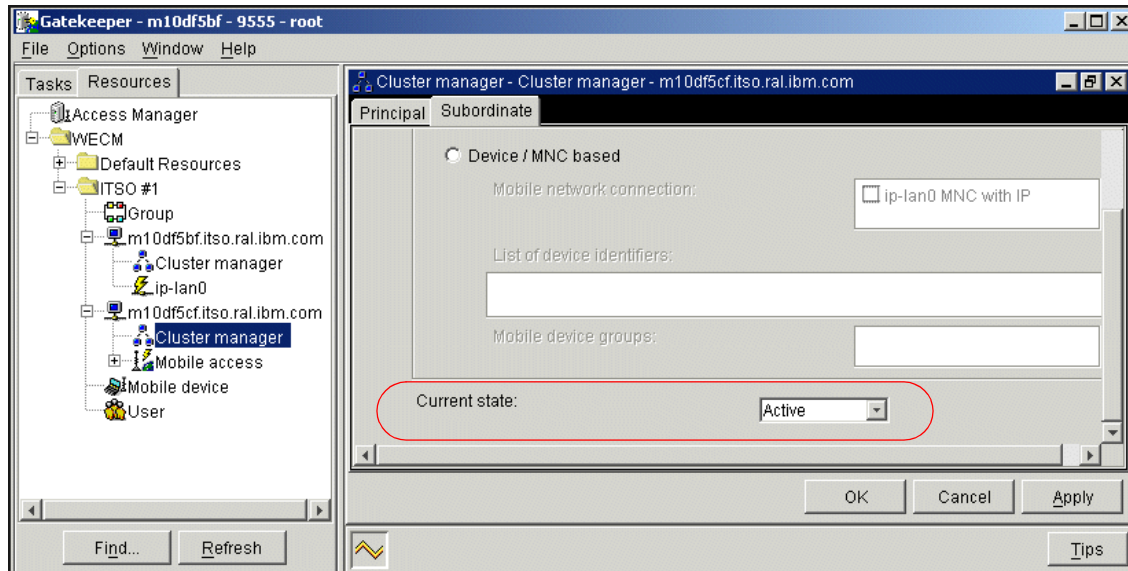 Gatekeeper - m10df5bf - 9555 - root
File Options Window Help
Tasks Resources
Access Manager
WECM
Default Resources
ITSO #1
Group
m10df5bf.itso.ral.ibm.com
Cluster manager
ip-lan0
m10df5cf.itso.ral.ibm.com
Cluster manager
Mobile access
Mobile device
User
Find...
Refresh
Cluster manager - Cluster manager - m10df5cf.itso.ral.ibm.com
Principal Subordinate
Device / MNC based
Mobile network connection:
ip-lan0 MNC with IP
List of device identifiers:
Mobile device groups:
Current state:
Active
OK Cancel Apply
Tips